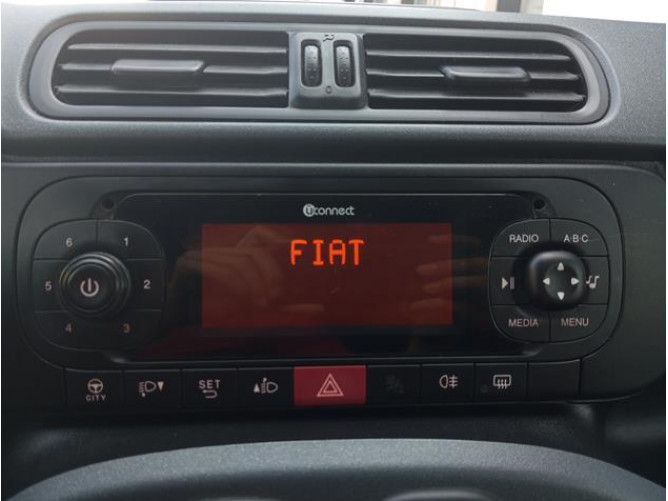 uconnect
FIAT
6 1
5 2
4 3
RADIO A·B·C
MEDIA MENU
CITY
SET